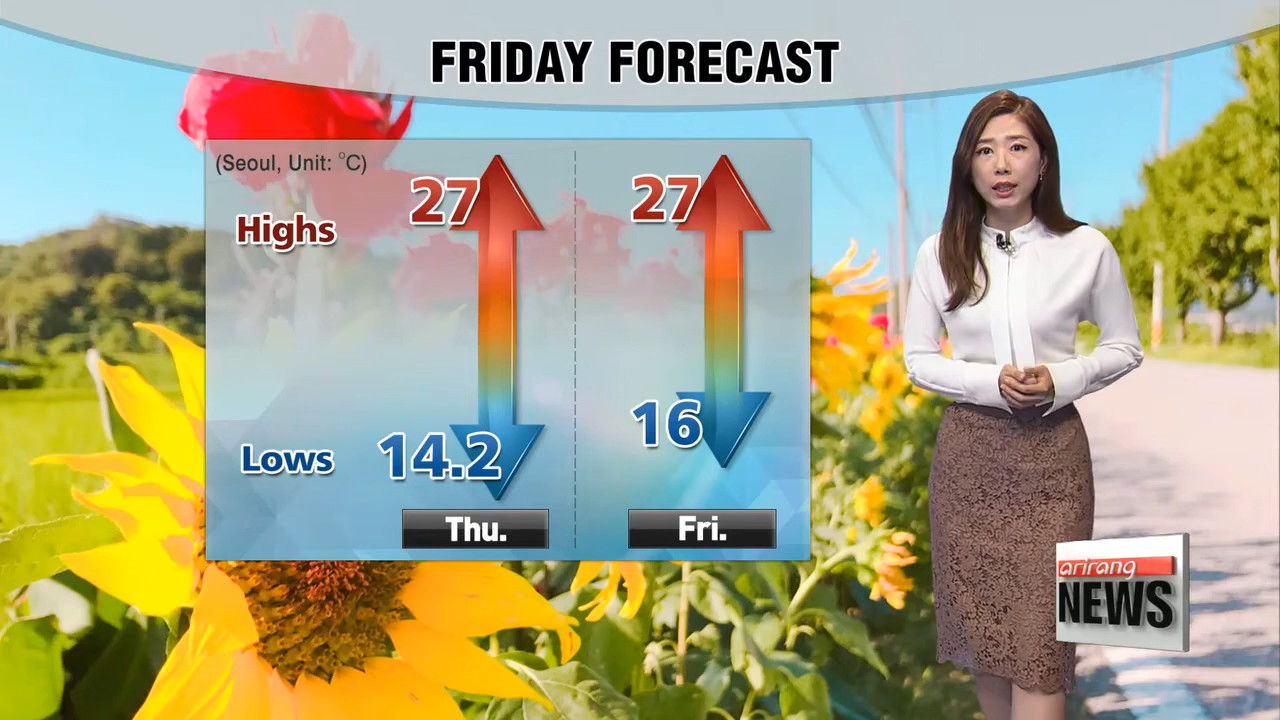 FRIDAY FORECAST
(Seoul, Unit: °C)
Highs
27
27
Lows
14.2
16
Thu.
Fri.
arirang
NEWS